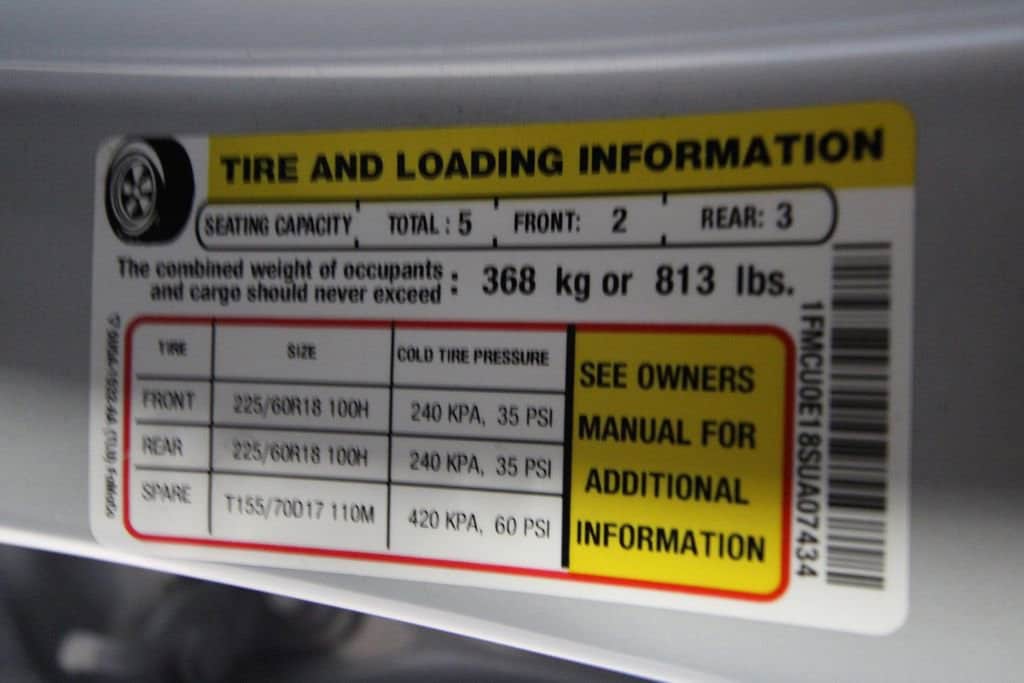 TIRE AND LOADING INFORMATION
SEATING CAPACITY TOTAL : 5 FRONT: 2 REAR: 3
The combined weight of occupants
and cargo should never exceed : 368 kg or 813 lbs.
TIRE SIZE COLD TIRE PRESSURE
FRONT 225/60R18 100H 240 KPA, 35 PSI
REAR 225/60R18 100H 240 KPA, 35 PSI
SPARE T155/70D17 110M 420 KPA, 60 PSI
SEE OWNERS
MANUAL FOR
ADDITIONAL
INFORMATION
1FMCU0E18SUA07434